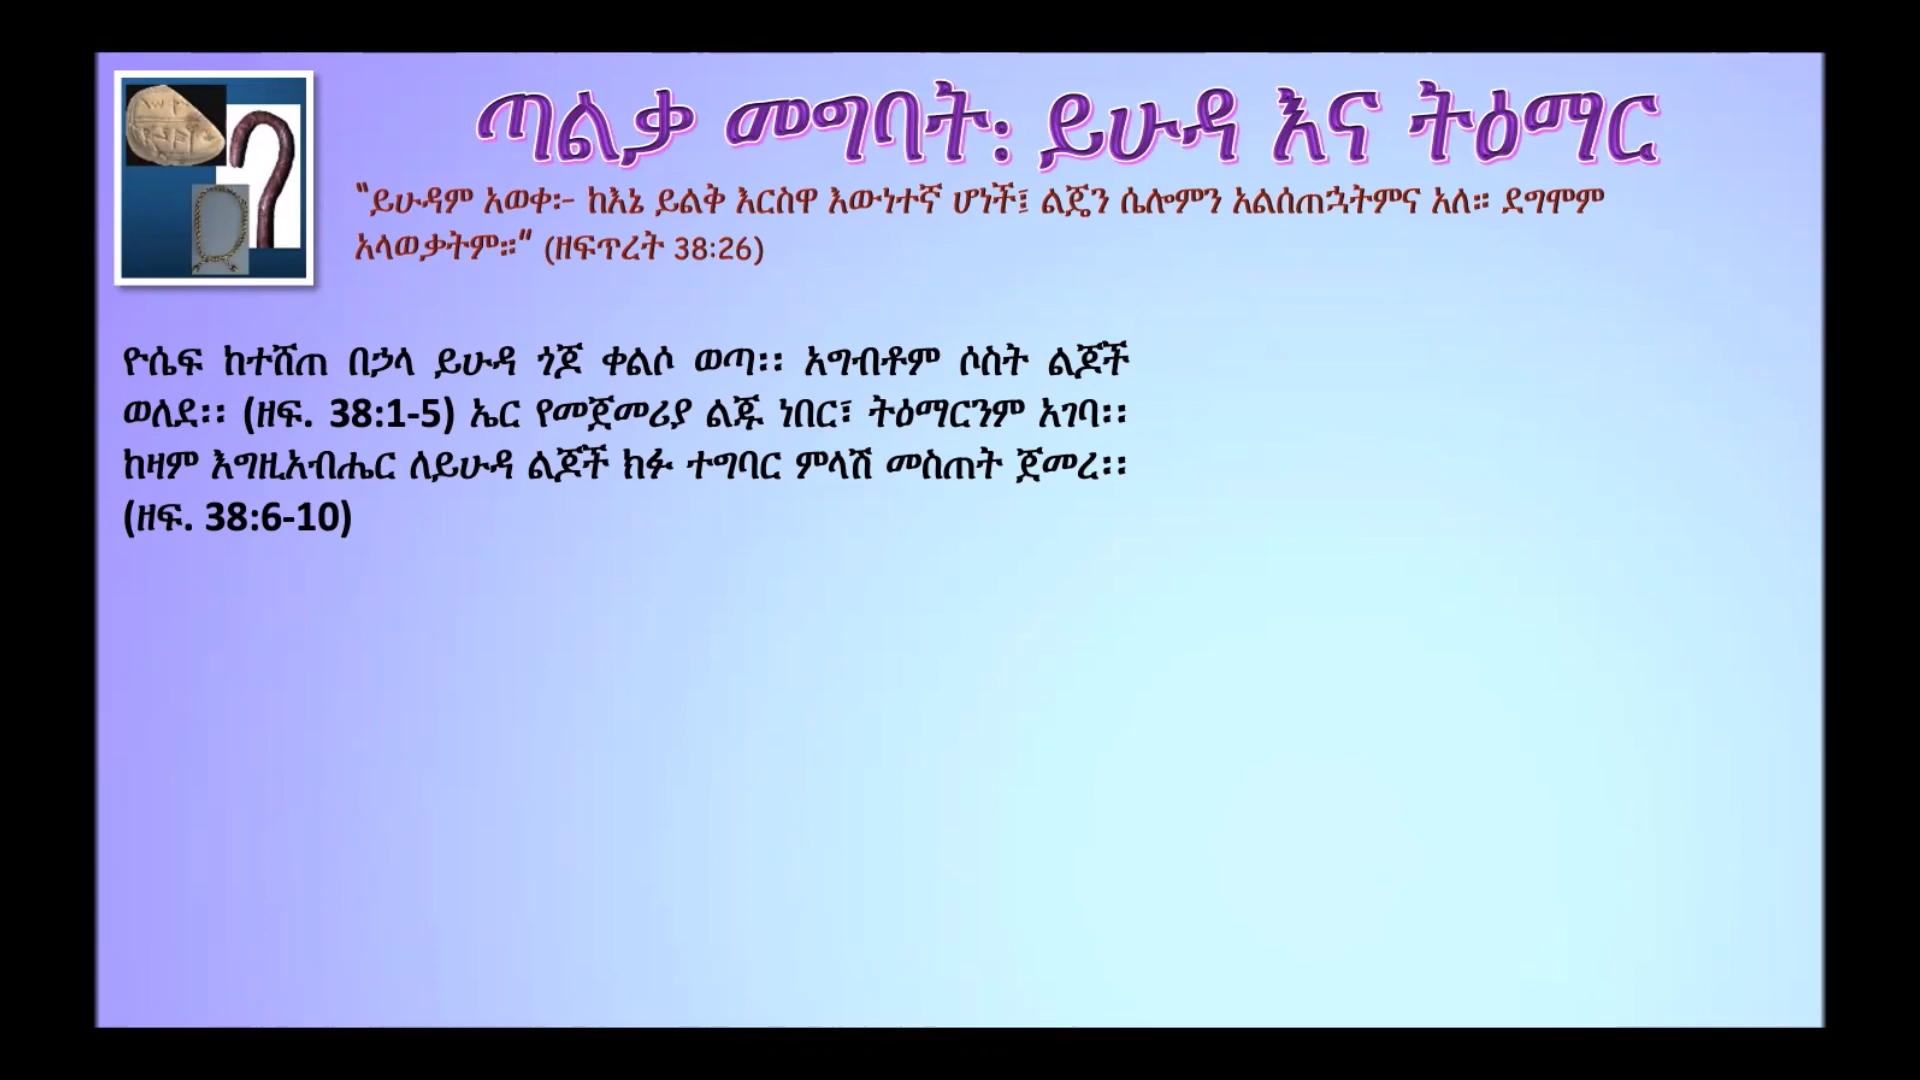 ጣልቃ መግባት: ይሁዳ እና ትዕማር
“ይሁዳም አወቀ፦ ከእኔ ይልቅ እርስዋ እውነተኛ ሆነች፤ ልጄን ሴሎምን አልሰጠኋትምና አለ። ደግሞም
አላወቃትም።” (ዘፍጥረት 38:26)
ዮሴፍ ከተሸጠ በኃላ ይሁዳ ጎጆ ቀልሶ ወጣ፡፡ አግብቶም ሶስት ልጆች
ወለደ፡፡ (ዘፍ. 38:1-5) ኤር የመጀመሪያ ልጁ ነበር፣ ትዕማርንም አገባ፡፡
ከዛም እግዚአብሔር ለይሁዳ ልጆች ክፉ ተግባር ምላሽ መስጠት ጀመረ፡፡
(ዘፍ. 38:6-10)